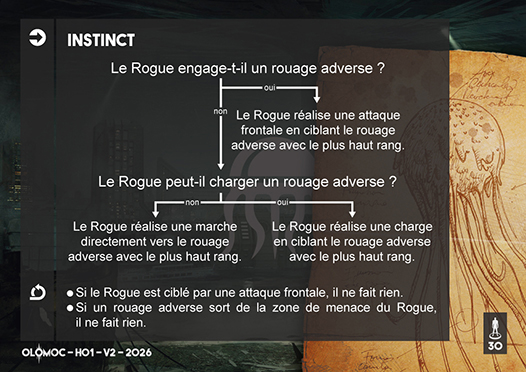 INSTINCT
Le Rogue engage-t-il un rouage adverse ?
oui
non
Le Rogue réalise une attaque
frontale en ciblant le rouage
adverse avec le plus haut rang.
Le Rogue peut-il charger un rouage adverse ?
non
oui
Le Rogue réalise une marche
directement vers le rouage
adverse avec le plus haut rang.
Le Rogue réalise une charge
en ciblant le rouage adverse
avec le plus haut rang.
● Si le Rogue est ciblé par une attaque frontale, il ne fait rien.
● Si un rouage adverse sort de la zone de menace du Rogue,
il ne fait rien.
OLOMOC – HO1 – V2 – 2026
30